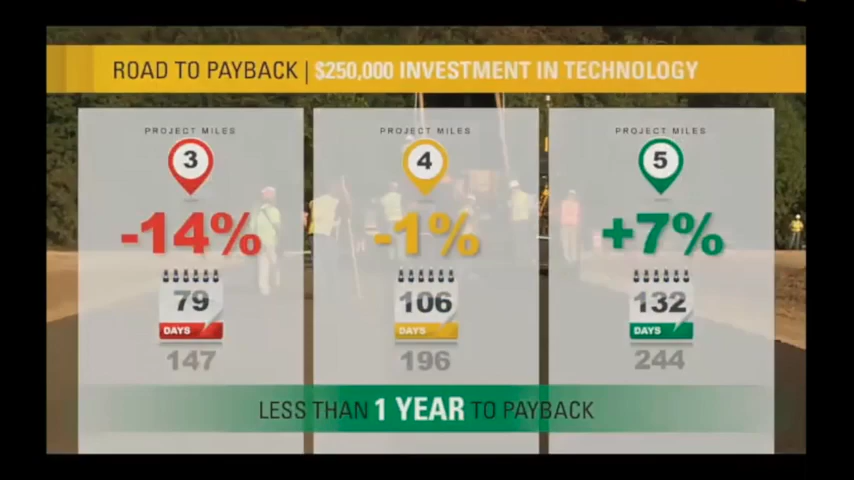 ROAD TO PAYBACK | $250,000 INVESTMENT IN TECHNOLOGY
PROJECT MILES
3
-14%
79
DAYS
147
PROJECT MILES
4
-1%
106
DAYS
196
PROJECT MILES
5
+7%
132
DAYS
244
LESS THAN 1 YEAR TO PAYBACK